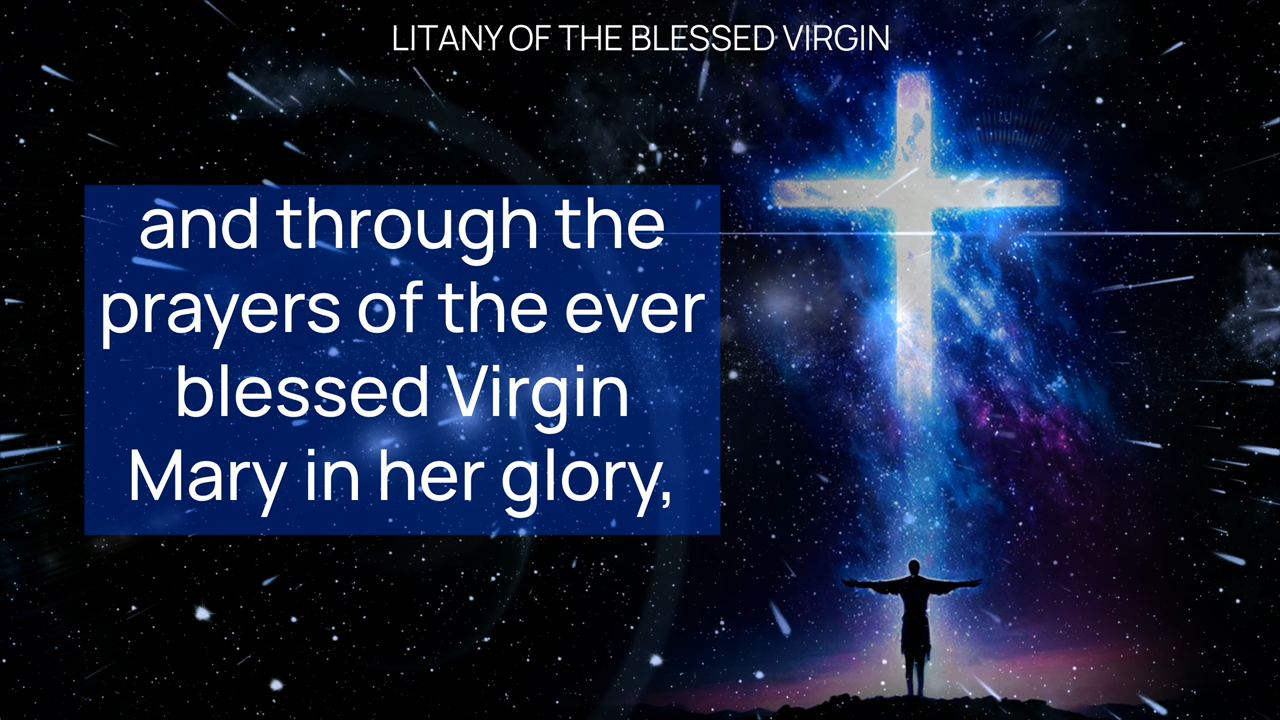 LITANY OF THE BLESSED VIRGIN
and through the
prayers of the ever
blessed Virgin
Mary in her glory,